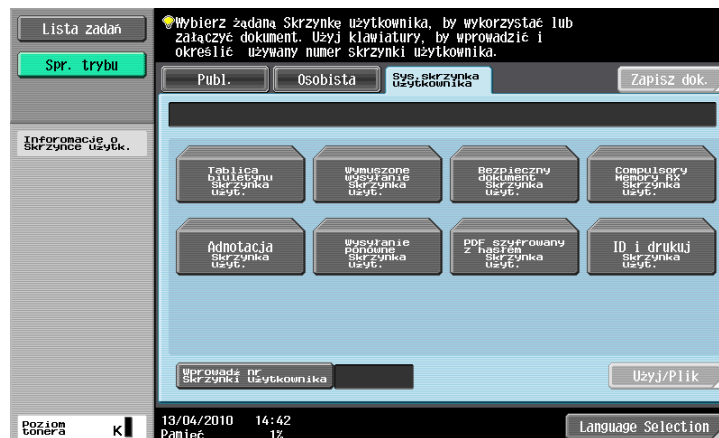 Lista zadań
Spr. trybu
Inforomacje o
Skrzynce użytk.
Poziom
tonera
K
Wybierz żądaną Skrzynkę użytkownika, by wykorzystać lub
załączyć dokument. Użyj klawiatury, by wprowadzić i
określić używany numer skrzynki użytkownika.
Publ.
Osobista
Sys.skrzynka
użytkownika
Zapisz dok.
Tablica
biuletynu
Skrzynka
użyt.
Wymuszone
wysyłanie
Skrzynka
użyt.
Bezpieczny
dokument
Skrzynka
użyt.
Compulsory
Memory RX
Skrzynka
użyt.
Adnotacja
Skrzynka
użyt.
Wysyłanie
ponowne
Skrzynka
użyt.
PDF szyfrowany
z hasłem
Skrzynka
użyt.
ID i drukuj
Skrzynka
użyt.
Wprowadź nr
Skrzynki użytkownika
Użyj/Plik
13/04/2010 14:42
Pamięć 1%
Language Selection